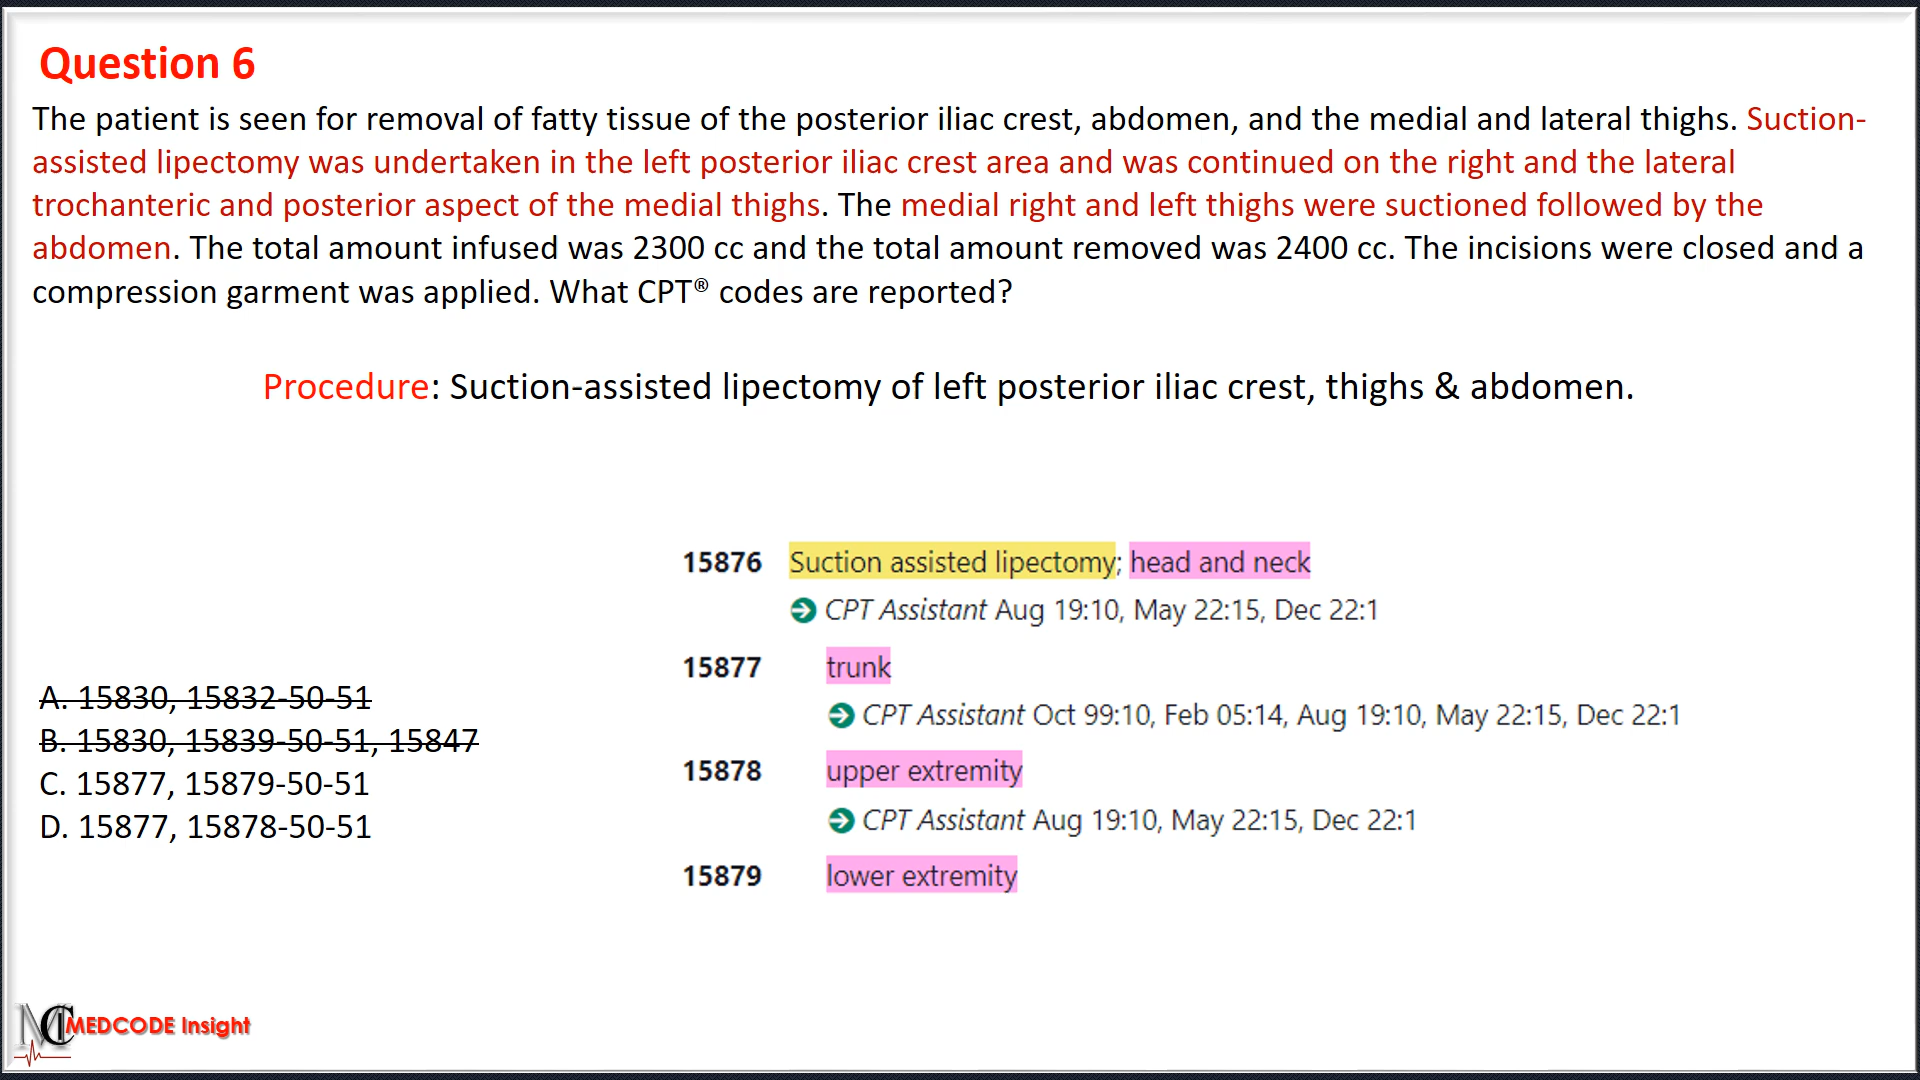 Question 6
The patient is seen for removal of fatty tissue of the posterior iliac crest, abdomen, and the medial and lateral thighs. Suction-
assisted lipectomy was undertaken in the left posterior iliac crest area and was continued on the right and the lateral
trochanteric and posterior aspect of the medial thighs. The medial right and left thighs were suctioned followed by the
abdomen. The total amount infused was 2300 cc and the total amount removed was 2400 cc. The incisions were closed and a
compression garment was applied. What CPT® codes are reported?
Procedure: Suction-assisted lipectomy of left posterior iliac crest, thighs & abdomen.
15876 Suction assisted lipectomy; head and neck
CPT Assistant Aug 19:10, May 22:15, Dec 22:1
15877 trunk
CPT Assistant Oct 99:10, Feb 05:14, Aug 19:10, May 22:15, Dec 22:1
15878 upper extremity
CPT Assistant Aug 19:10, May 22:15, Dec 22:1
15879 lower extremity
A. 15830, 15832-50-51
B. 15830, 15839-50-51, 15847
C. 15877, 15879-50-51
D. 15877, 15878-50-51
MCI MEDCODE Insight